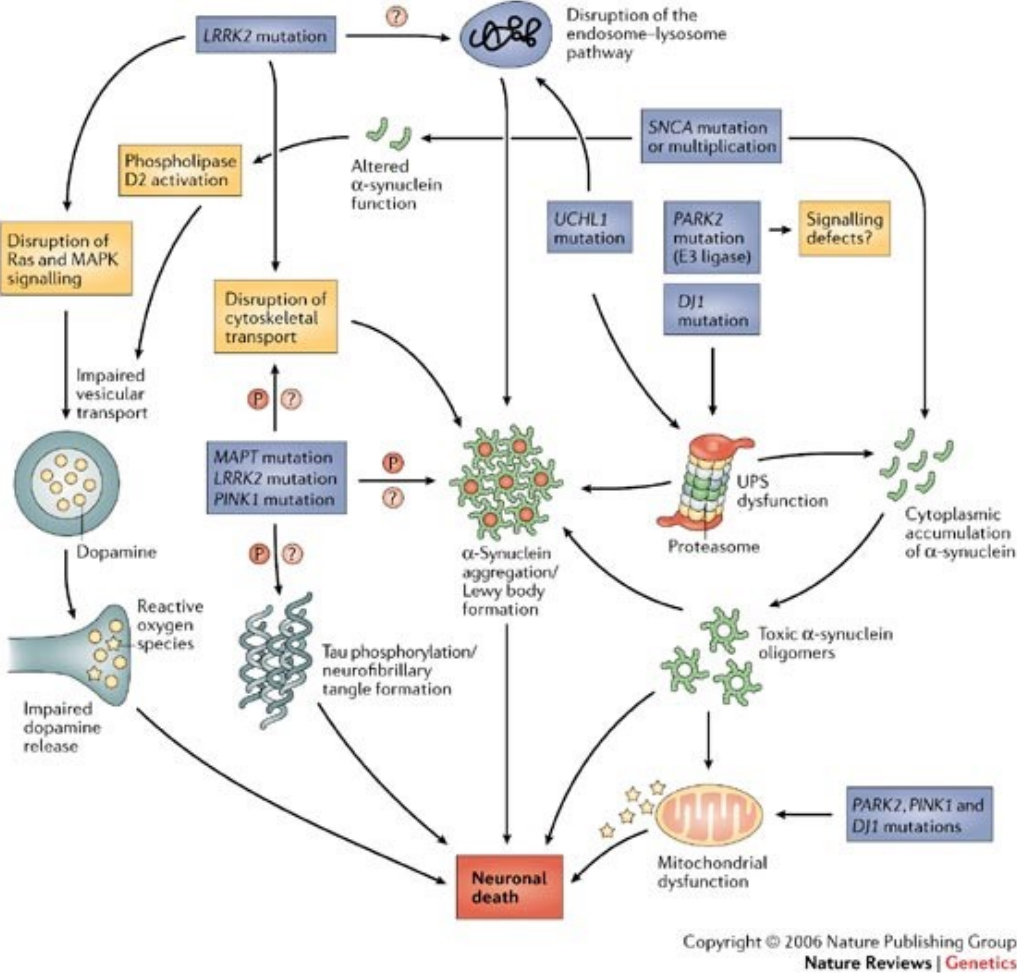 LRRK2 mutation
?
Disruption of the
endosome–lysosome
pathway
SNCA mutation
or multiplication
Phospholipase
D2 activation
Altered
α-synuclein
function
UCHL1
mutation
PARK2
mutation
(E3 ligase)
Signalling
defects?
Disruption of
Ras and MAPK
signalling
DJ1
mutation
Disruption of
cytoskeletal
transport
Impaired
vesicular
transport
P ?
MAPT mutation
LRRK2 mutation
PINK1 mutation
P
?
UPS
dysfunction
Proteasome
Cytoplasmic
accumulation
of α-synuclein
Dopamine
P ?
α-Synuclein
aggregation/
Lewy body
formation
Reactive
oxygen
species
Toxic α-synuclein
oligomers
Tau phosphorylation/
neurofibrillary
tangle formation
Impaired
dopamine
release
PARK2, PINK1 and
DJ1 mutations
Mitochondrial
dysfunction
Neuronal
death
Copyright © 2006 Nature Publishing Group
Nature Reviews | Genetics